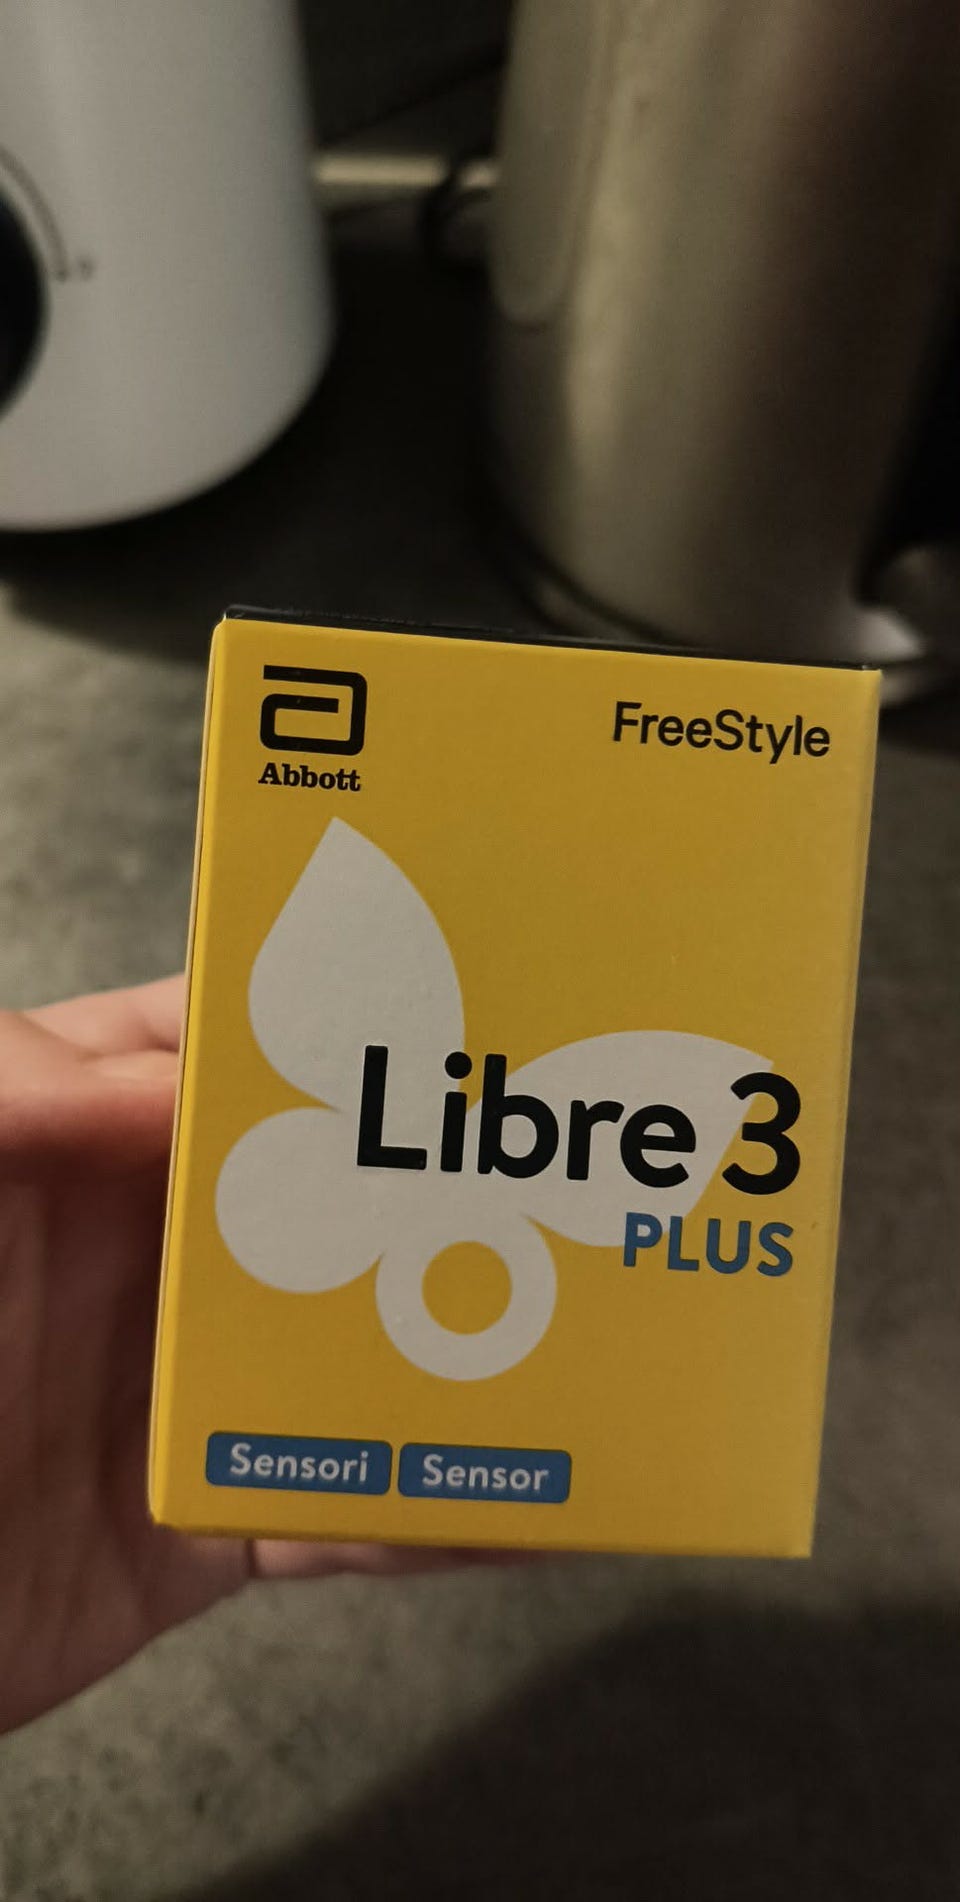 Abbott
FreeStyle
Libre 3
PLUS
Sensori
Sensor